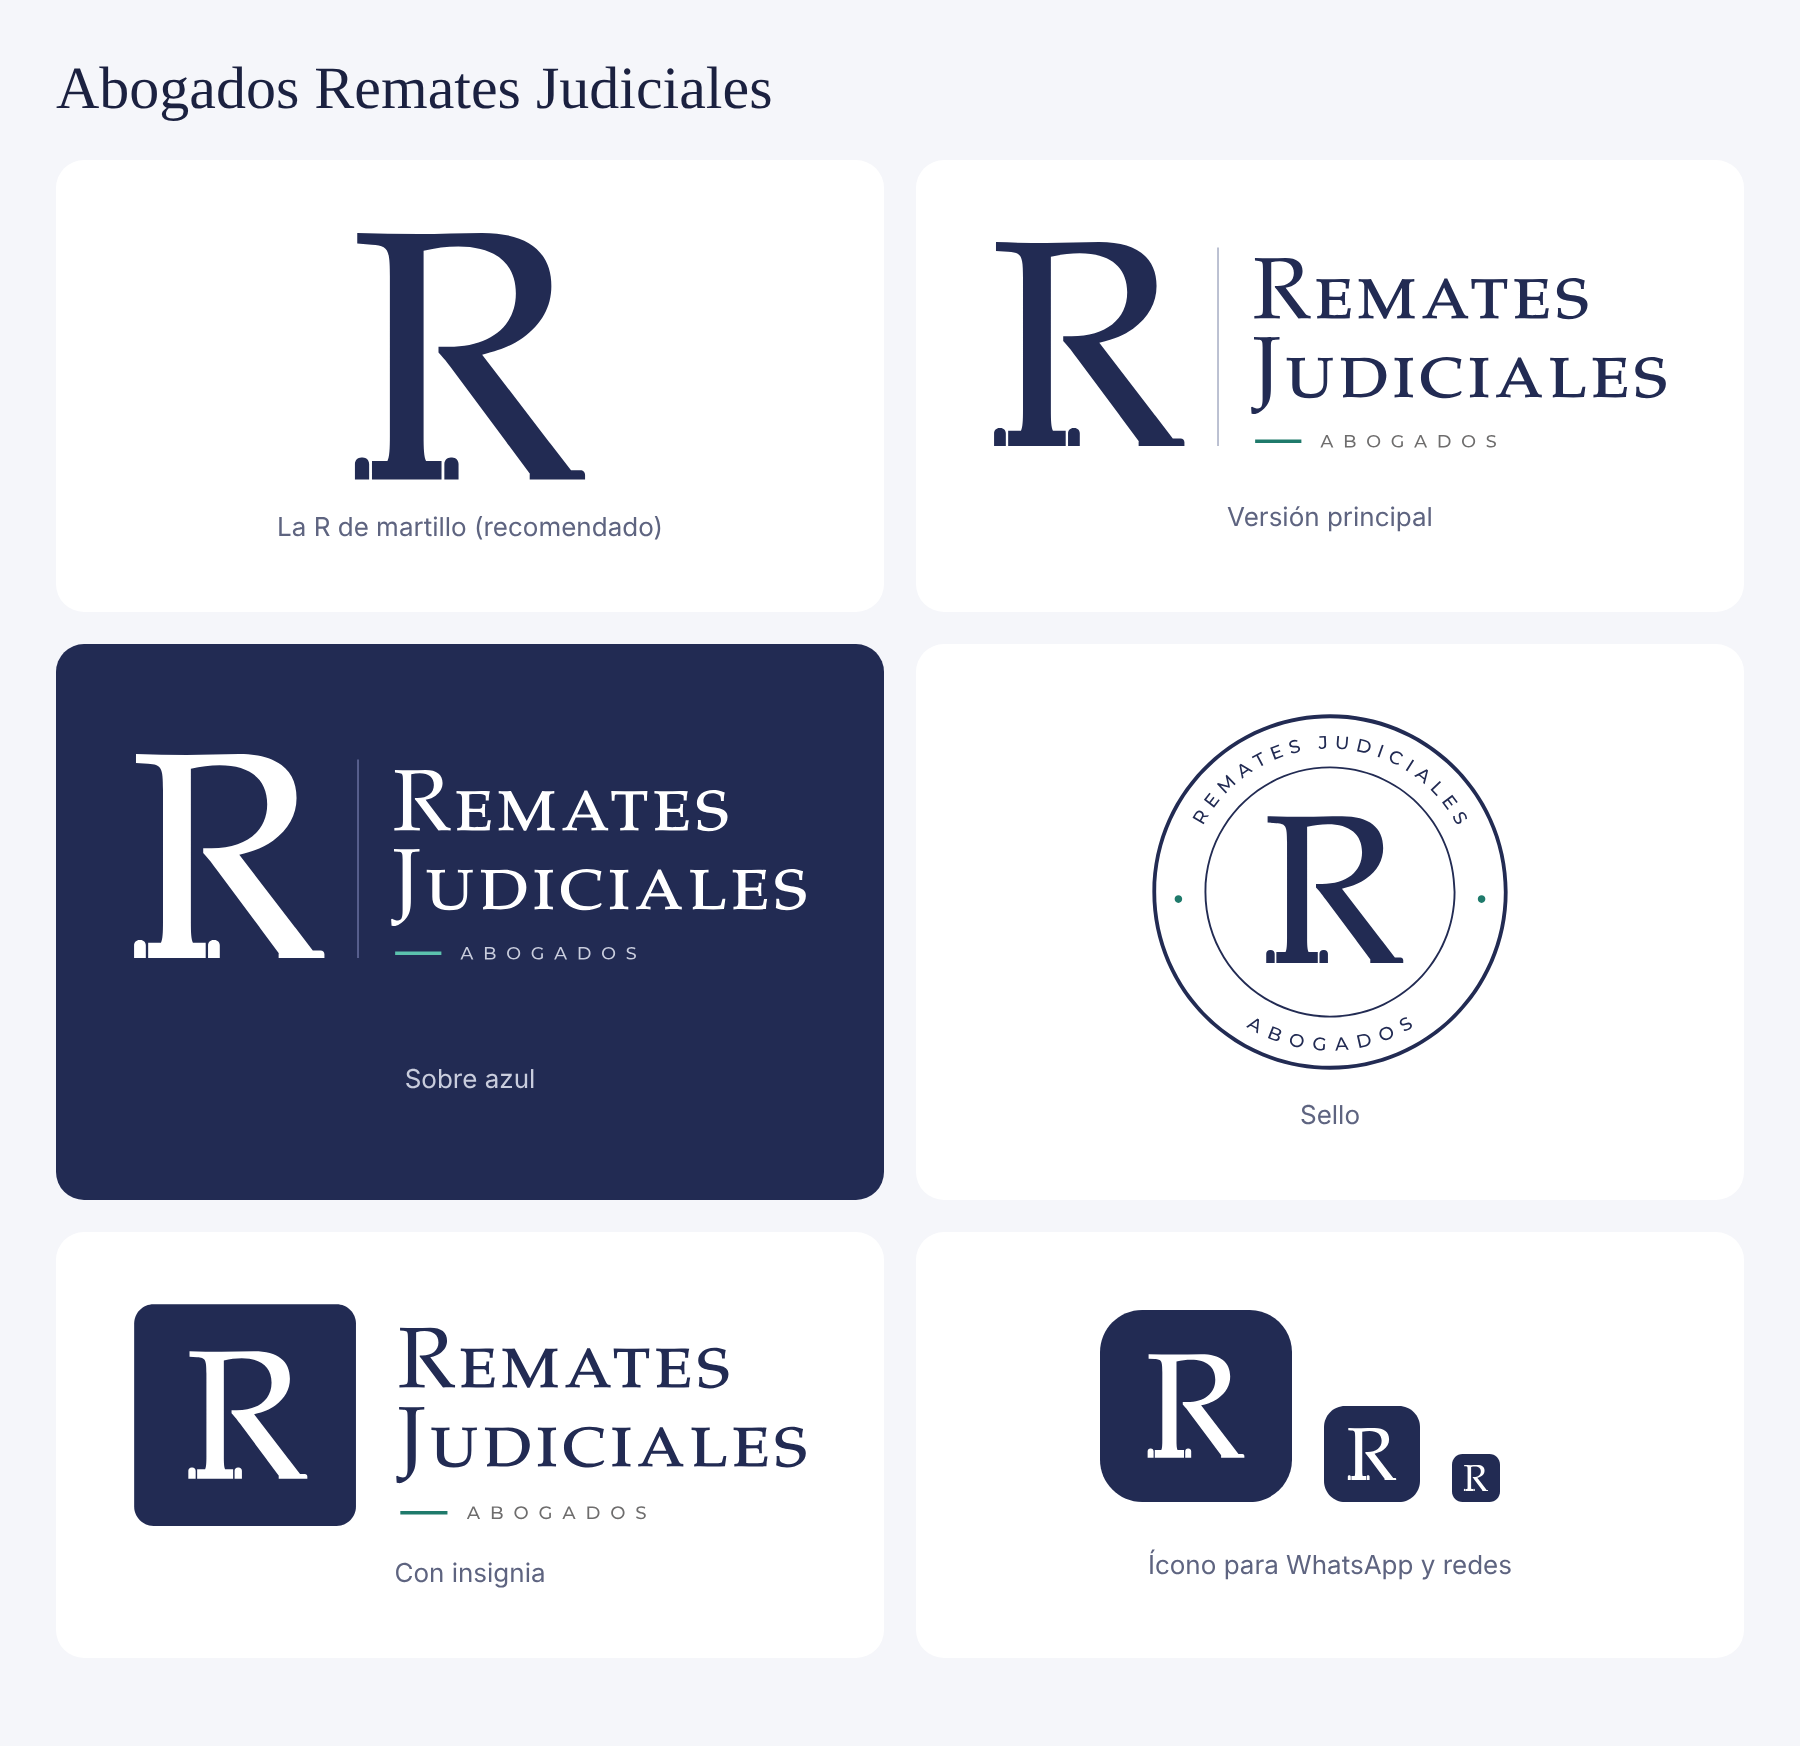 Abogados Remates Judiciales
R
La R de martillo (recomendado)
R
REMATES
JUDICIALES
ABOGADOS
Versión principal
R
REMATES
JUDICIALES
ABOGADOS
Sobre azul
REMATES JUDICIALES
R
ABOGADOS
Sello
R
REMATES
JUDICIALES
ABOGADOS
Con insignia
R
R
R
Ícono para WhatsApp y redes